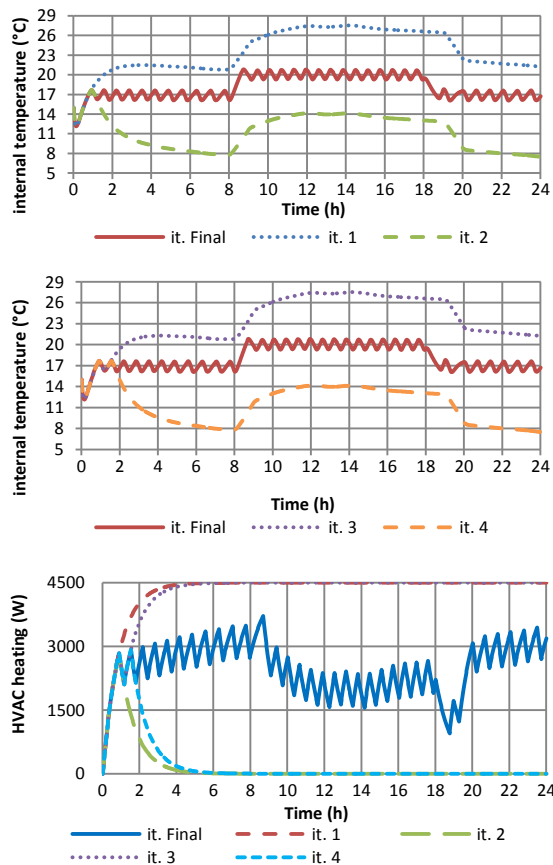 internal temperature (°C)
29
26
23
20
17
14
11
8
5
0 2 4 6 8 10 12 14 16 18 20 22 24
Time (h)
it. Final it. 1 it. 2
internal temperature (°C)
29
26
23
20
17
14
11
8
5
0 2 4 6 8 10 12 14 16 18 20 22 24
Time (h)
it. Final it. 3 it. 4
HVAC heating (W)
4500
3000
1500
0
0 2 4 6 8 10 12 14 16 18 20 22 24
Time (h)
it. Final it. 1 it. 2
it. 3 it. 4